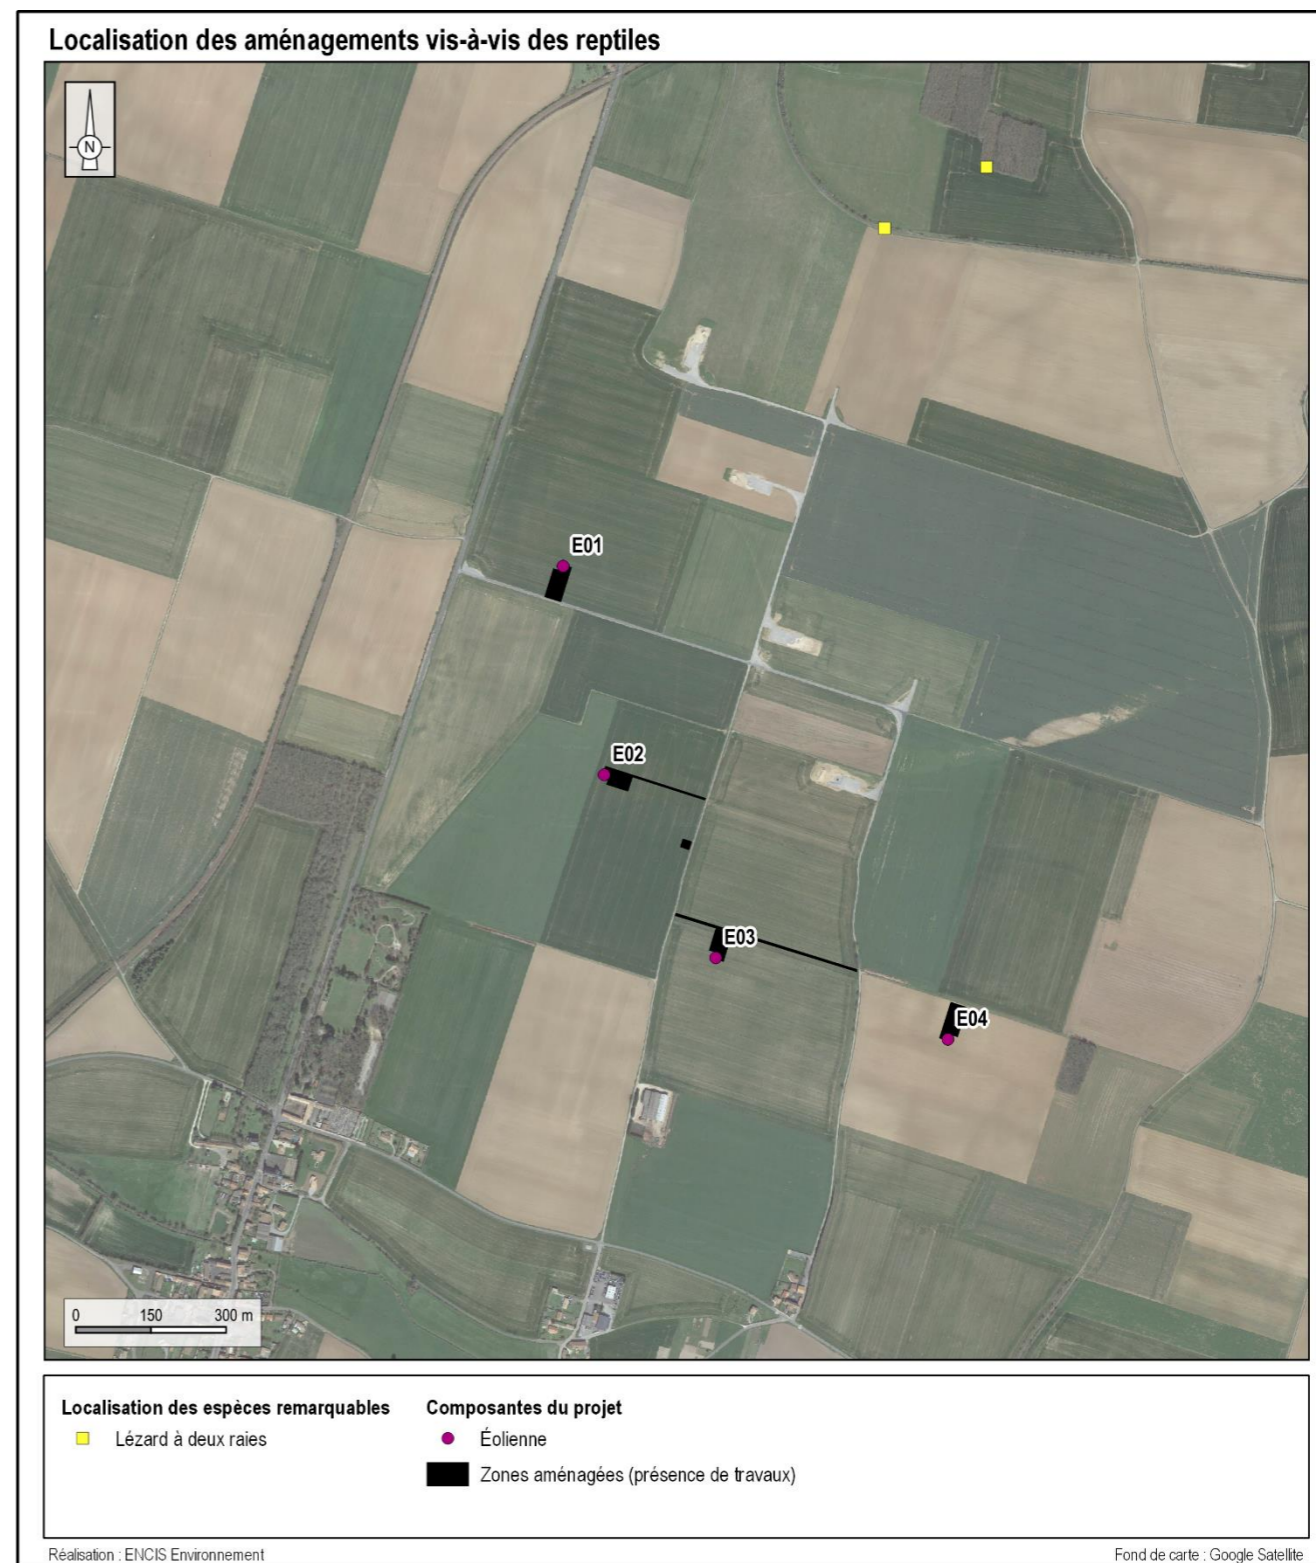 Localisation des aménagements vis-à-vis des reptiles
N
E01
E02
E03
E04
0 150 300 m
Localisation des espèces remarquables
Lézard à deux raies
Composantes du projet
Éolienne
Zones aménagées (présence de travaux)
Réalisation : ENCIS Environnement
Fond de carte : Google Satellite